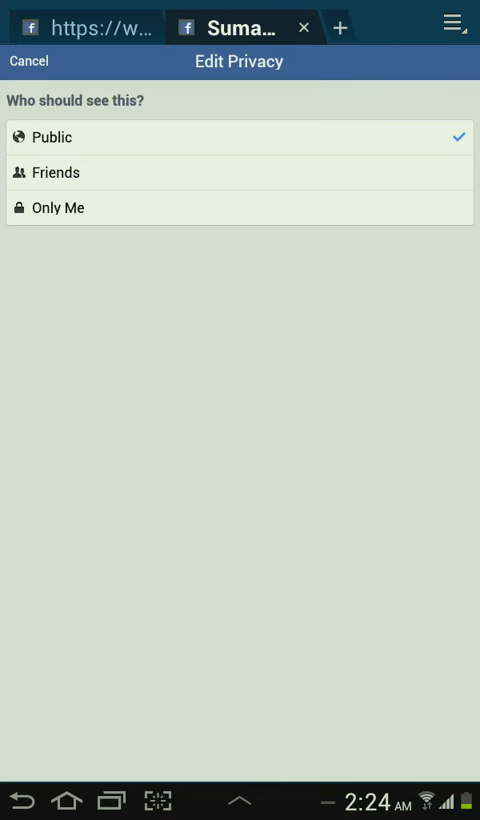 https://w...
Suma...
Cancel
Edit Privacy
Who should see this?
Public
Friends
Only Me
2:24 AM